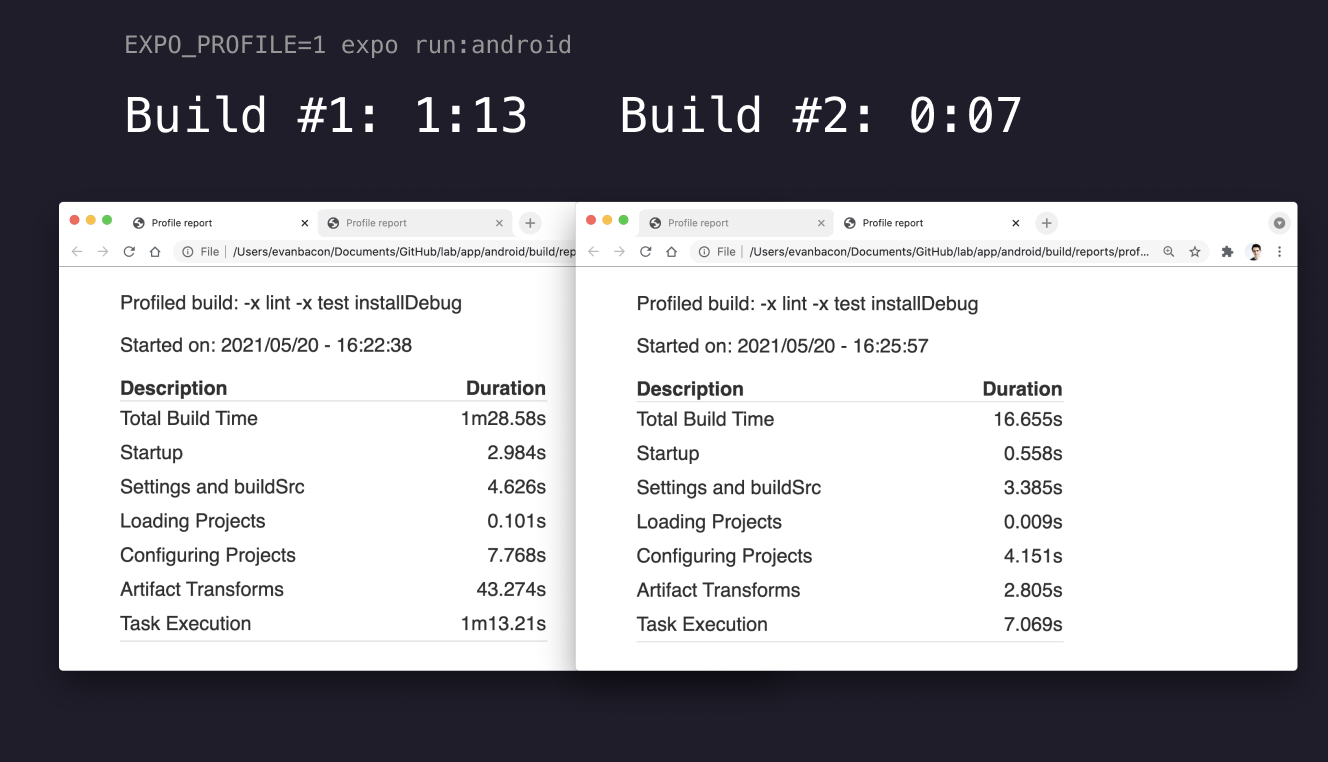 EXPO_PROFILE=1 expo run:android
Build #1: 1:13
Build #2: 0:07
Profile report
Profile report
File
/Users/evanbacon/Documents/GitHub/lab/app/android/build/rep
Profiled build: -x lint -x test installDebug
Started on: 2021/05/20 - 16:22:38
Description Duration
Total Build Time 1m28.58s
Startup 2.984s
Settings and buildSrc 4.626s
Loading Projects 0.101s
Configuring Projects 7.768s
Artifact Transforms 43.274s
Task Execution 1m13.21s
Profile report
Profile report
File
/Users/evanbacon/Documents/GitHub/lab/app/android/build/reports/prof...
Profiled build: -x lint -x test installDebug
Started on: 2021/05/20 - 16:25:57
Description Duration
Total Build Time 16.655s
Startup 0.558s
Settings and buildSrc 3.385s
Loading Projects 0.009s
Configuring Projects 4.151s
Artifact Transforms 2.805s
Task Execution 7.069s